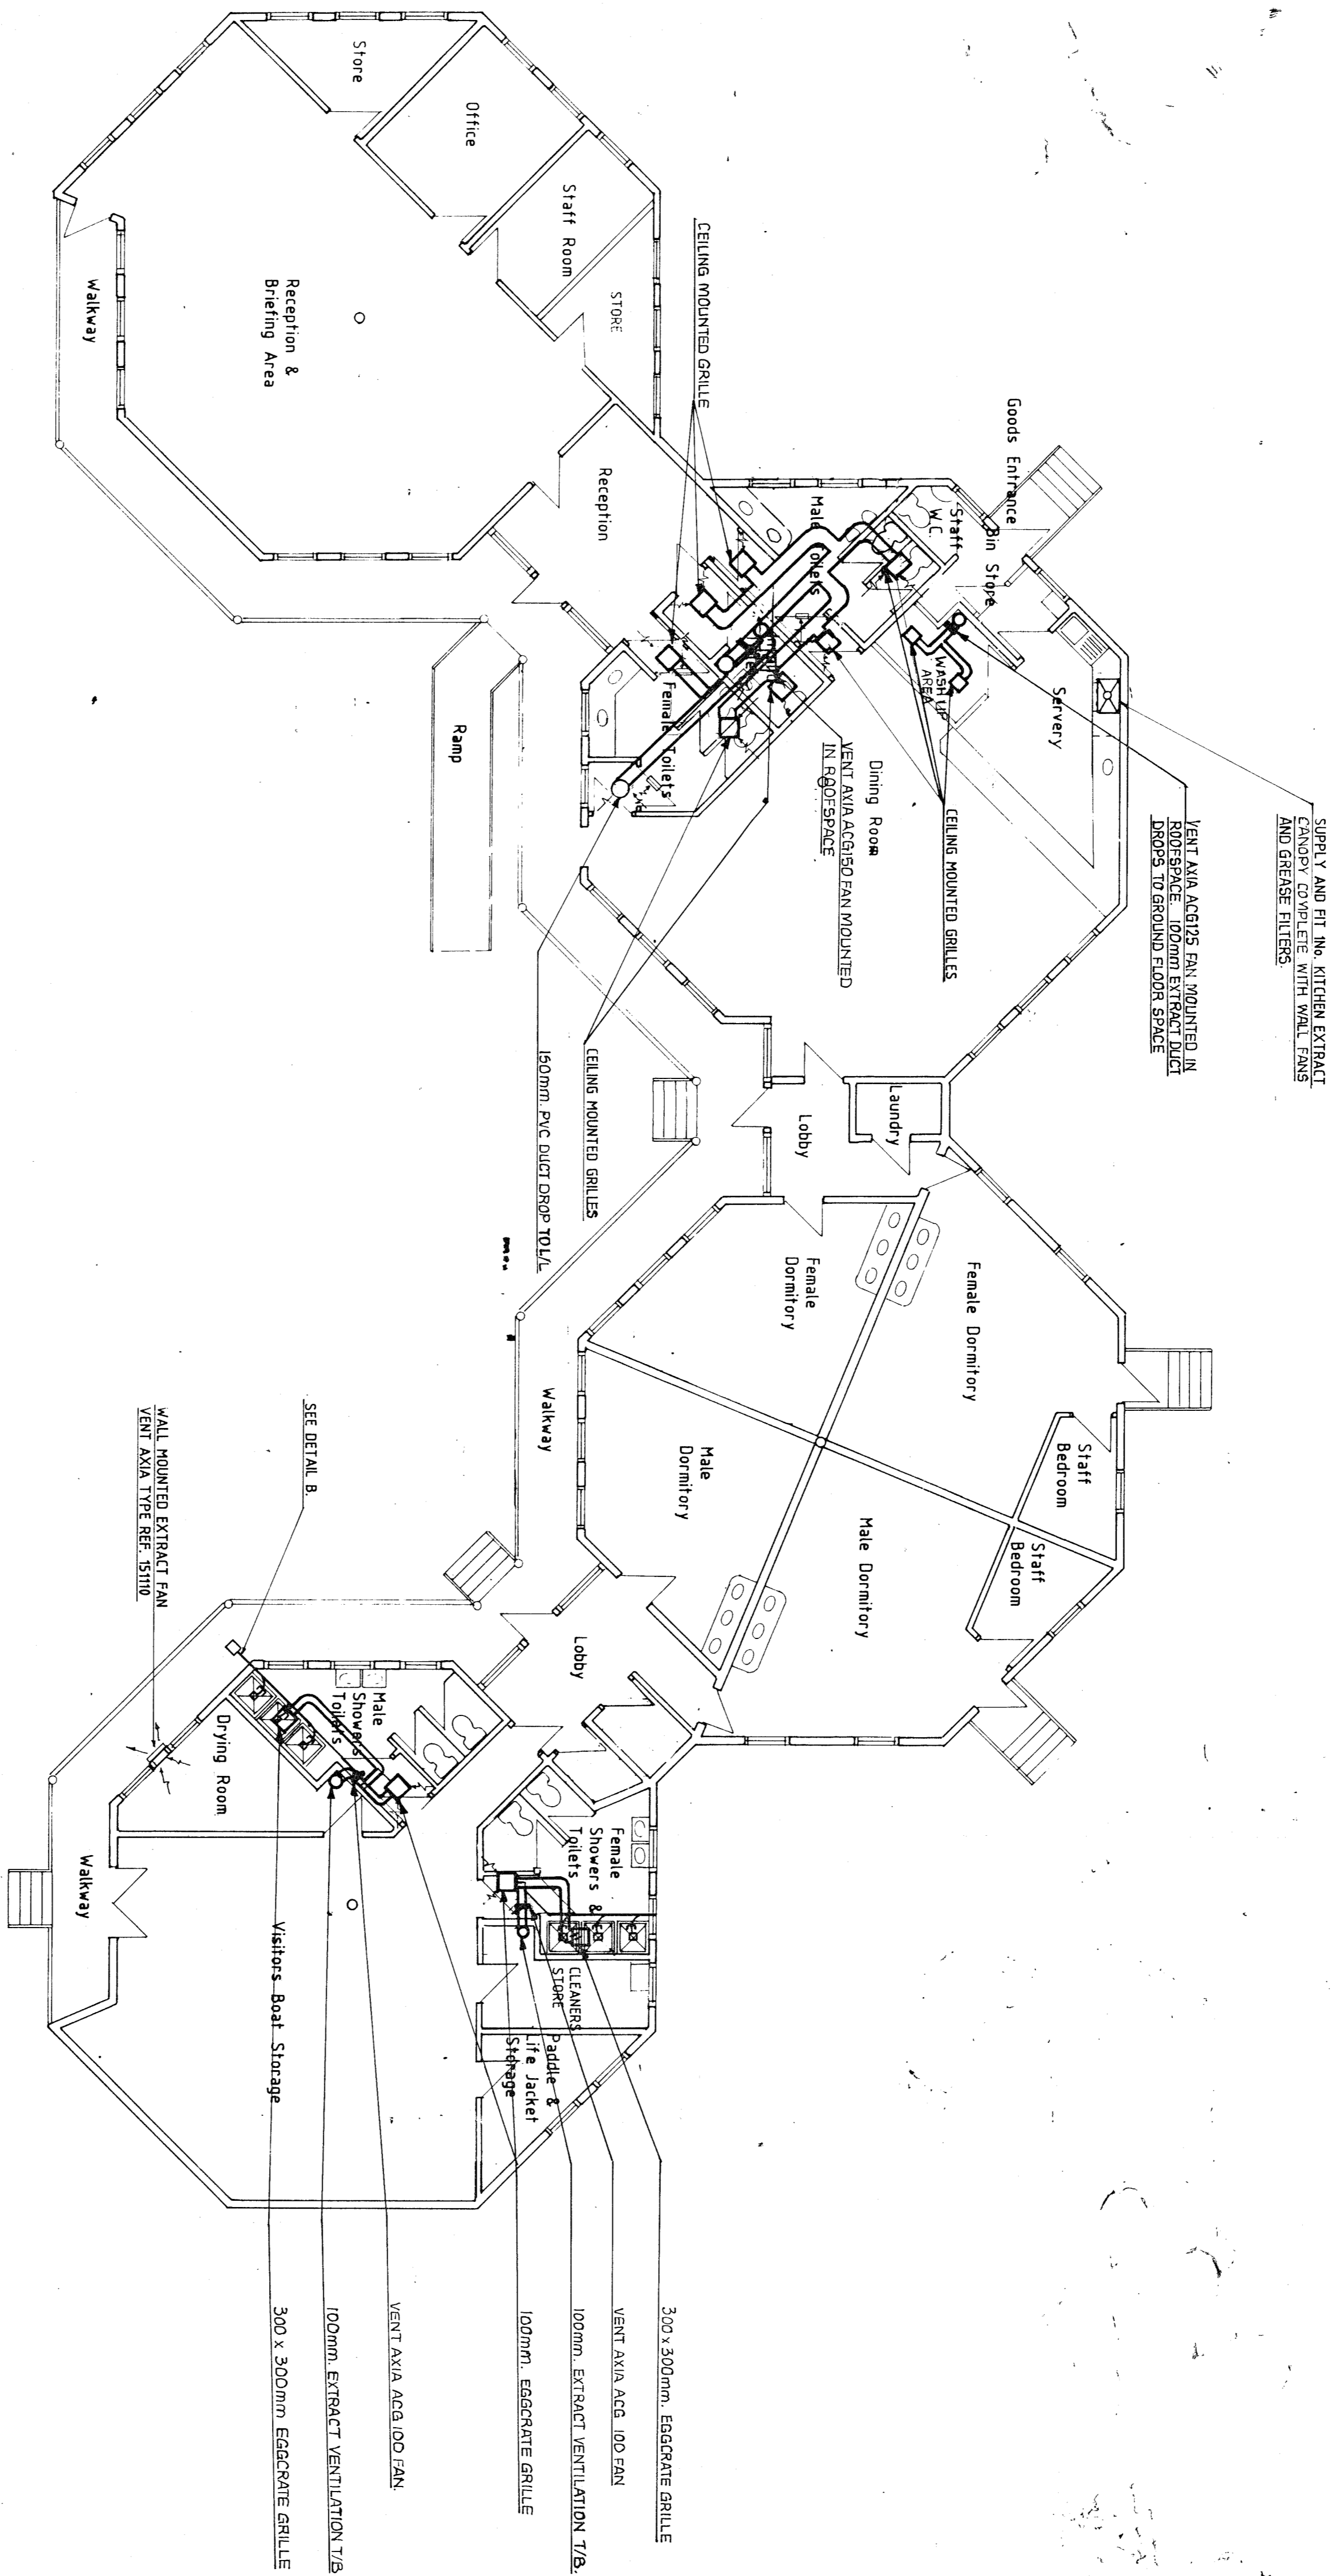 SUPPLY AND FIT 1No. KITCHEN EXTRACT
CANOPY COMPLETE WITH WALL FANS
AND GREASE FILTERS.
VENT AXIA ACG125 FAN MOUNTED IN
ROOFSPACE. 100mm EXTRACT DUCT
DROPS TO GROUND FLOOR SPACE
Goods Entrance
Bin Store
Staff
W.C.
Servery
WASH UP
AREA
CEILING MOUNTED GRILLES
Dining Room
VENT AXIA ACG150 FAN MOUNTED
IN ROOFSPACE
CEILING MOUNTED GRILLE
Male Toilets
Female Toilets
CEILING MOUNTED GRILLES
150mm. PVC DUCT DROP TO L/L
Store
Office
Staff Room
STORE
Reception &
Briefing Area
Reception
Walkway
Ramp
Laundry
Lobby
Female Dormitory
Female
Dormitory
Staff
Bedroom
Staff
Bedroom
Male Dormitory
Male
Dormitory
Walkway
Lobby
SEE DETAIL B.
WALL MOUNTED EXTRACT FAN
VENT AXIA TYPE REF. 151110
Male
Showers
Toilets
Drying Room
Female
Showers &
Toilets
CLEANERS
STORE
Paddle &
Life Jacket
Storage
Visitors Boat Storage
Walkway
300 x 300mm. EGGCRATE GRILLE
VENT AXIA ACG 100 FAN
100mm. EXTRACT VENTILATION T/B.
100mm. EGGCRATE GRILLE
VENT AXIA ACG 100 FAN.
100mm. EXTRACT VENTILATION T/B
300 x 300mm EGGCRATE GRILLE